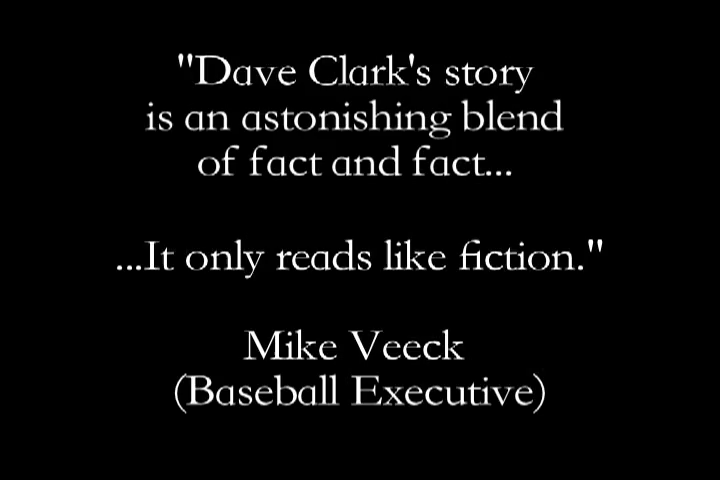 "Dave Clark's story
is an astonishing blend
of fact and fact...
...It only reads like fiction."
Mike Veeck
(Baseball Executive)